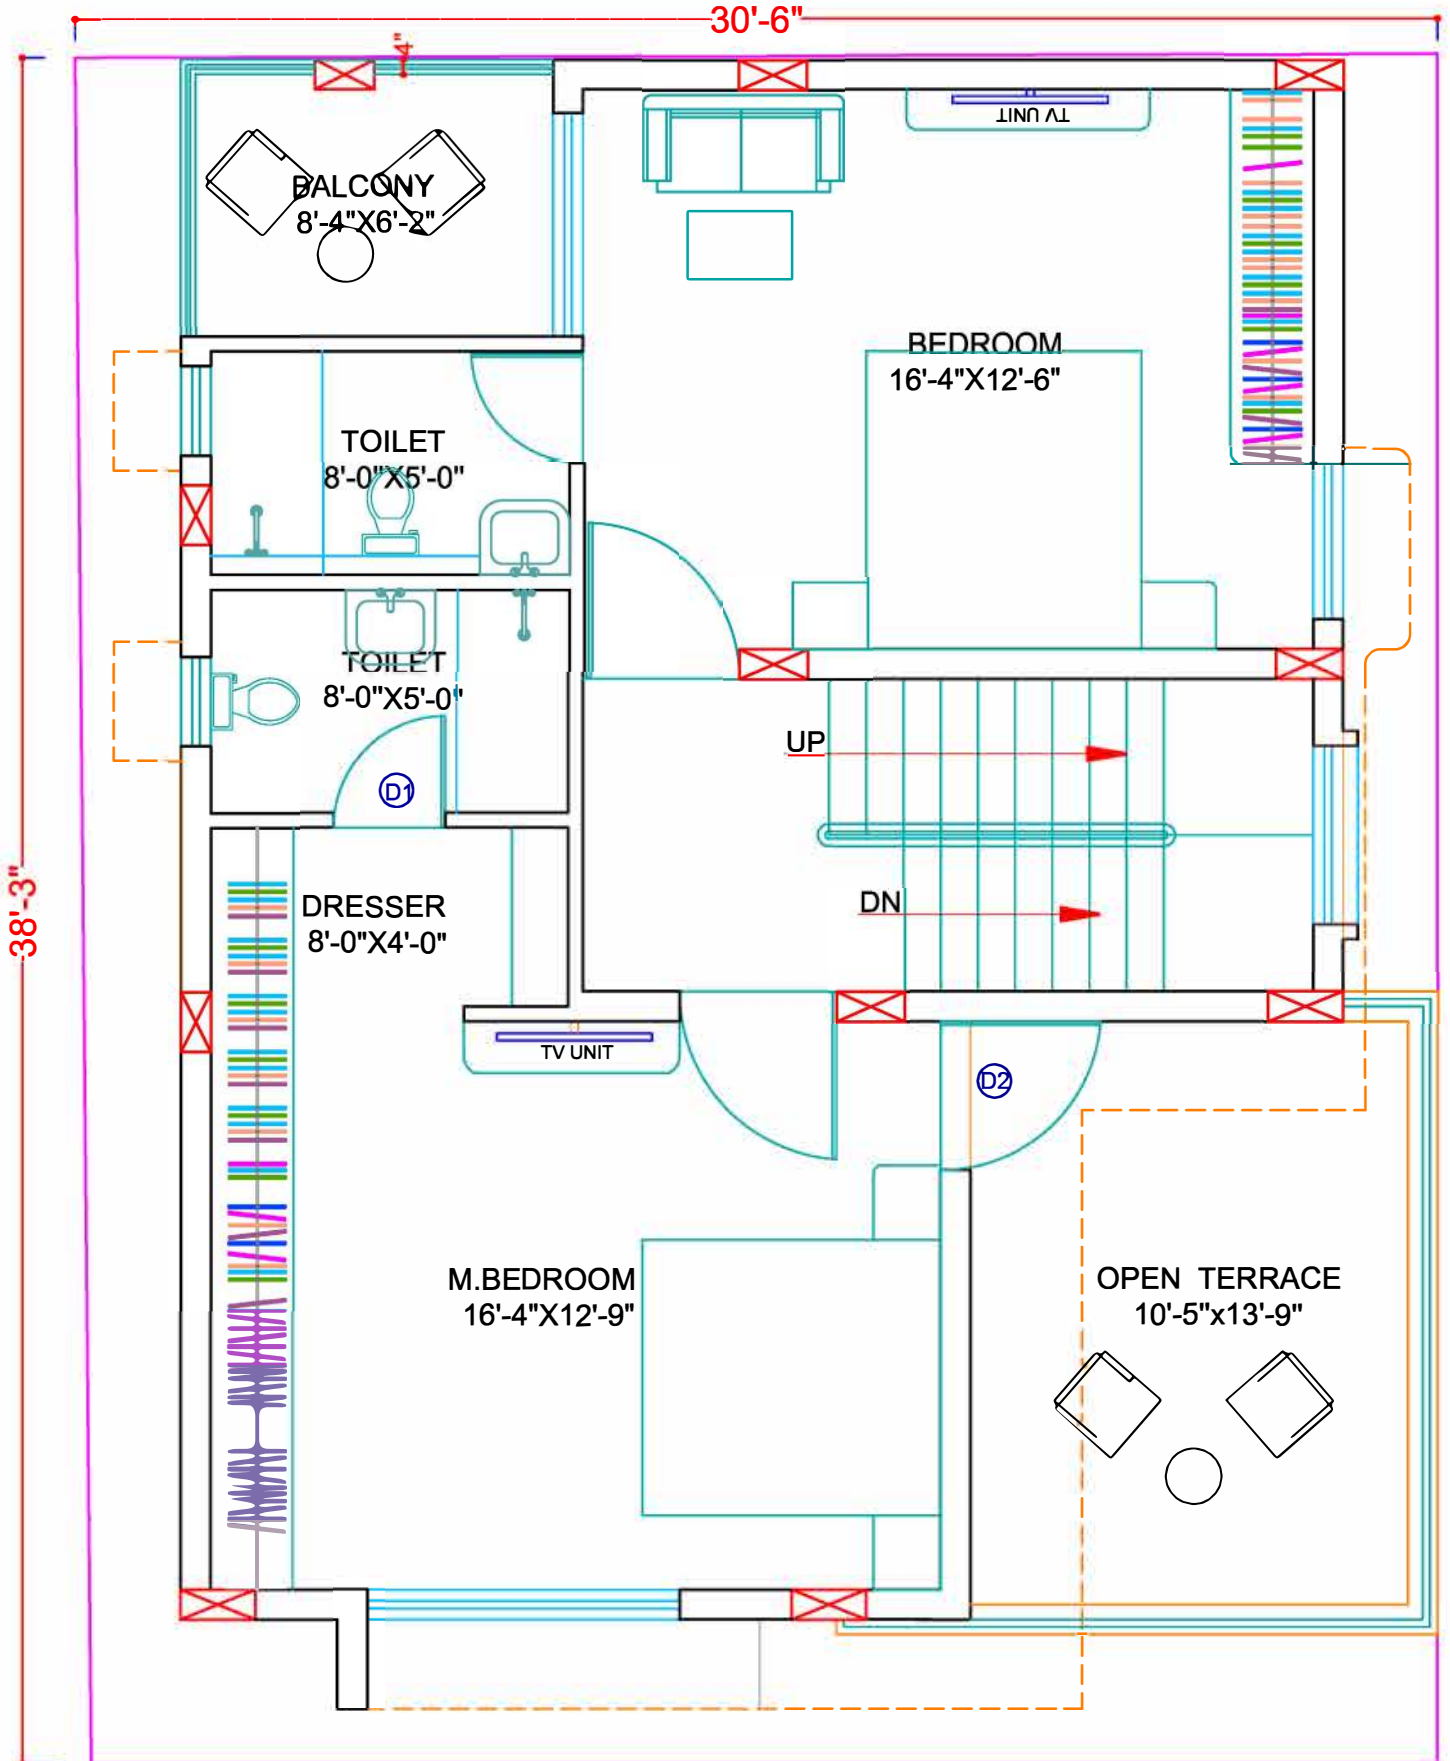 30'-6"
4"
TV UNIT
BALCONY
8'-4"X6'-2"
BEDROOM
16'-4"X12'-6"
TOILET
8'-0"X5'-0"
TOILET
8'-0"X5'-0"
UP
D1
38'-3"
DN
DRESSER
8'-0"X4'-0"
TV UNIT
D2
M.BEDROOM
16'-4"X12'-9"
OPEN TERRACE
10'-5"x13'-9"